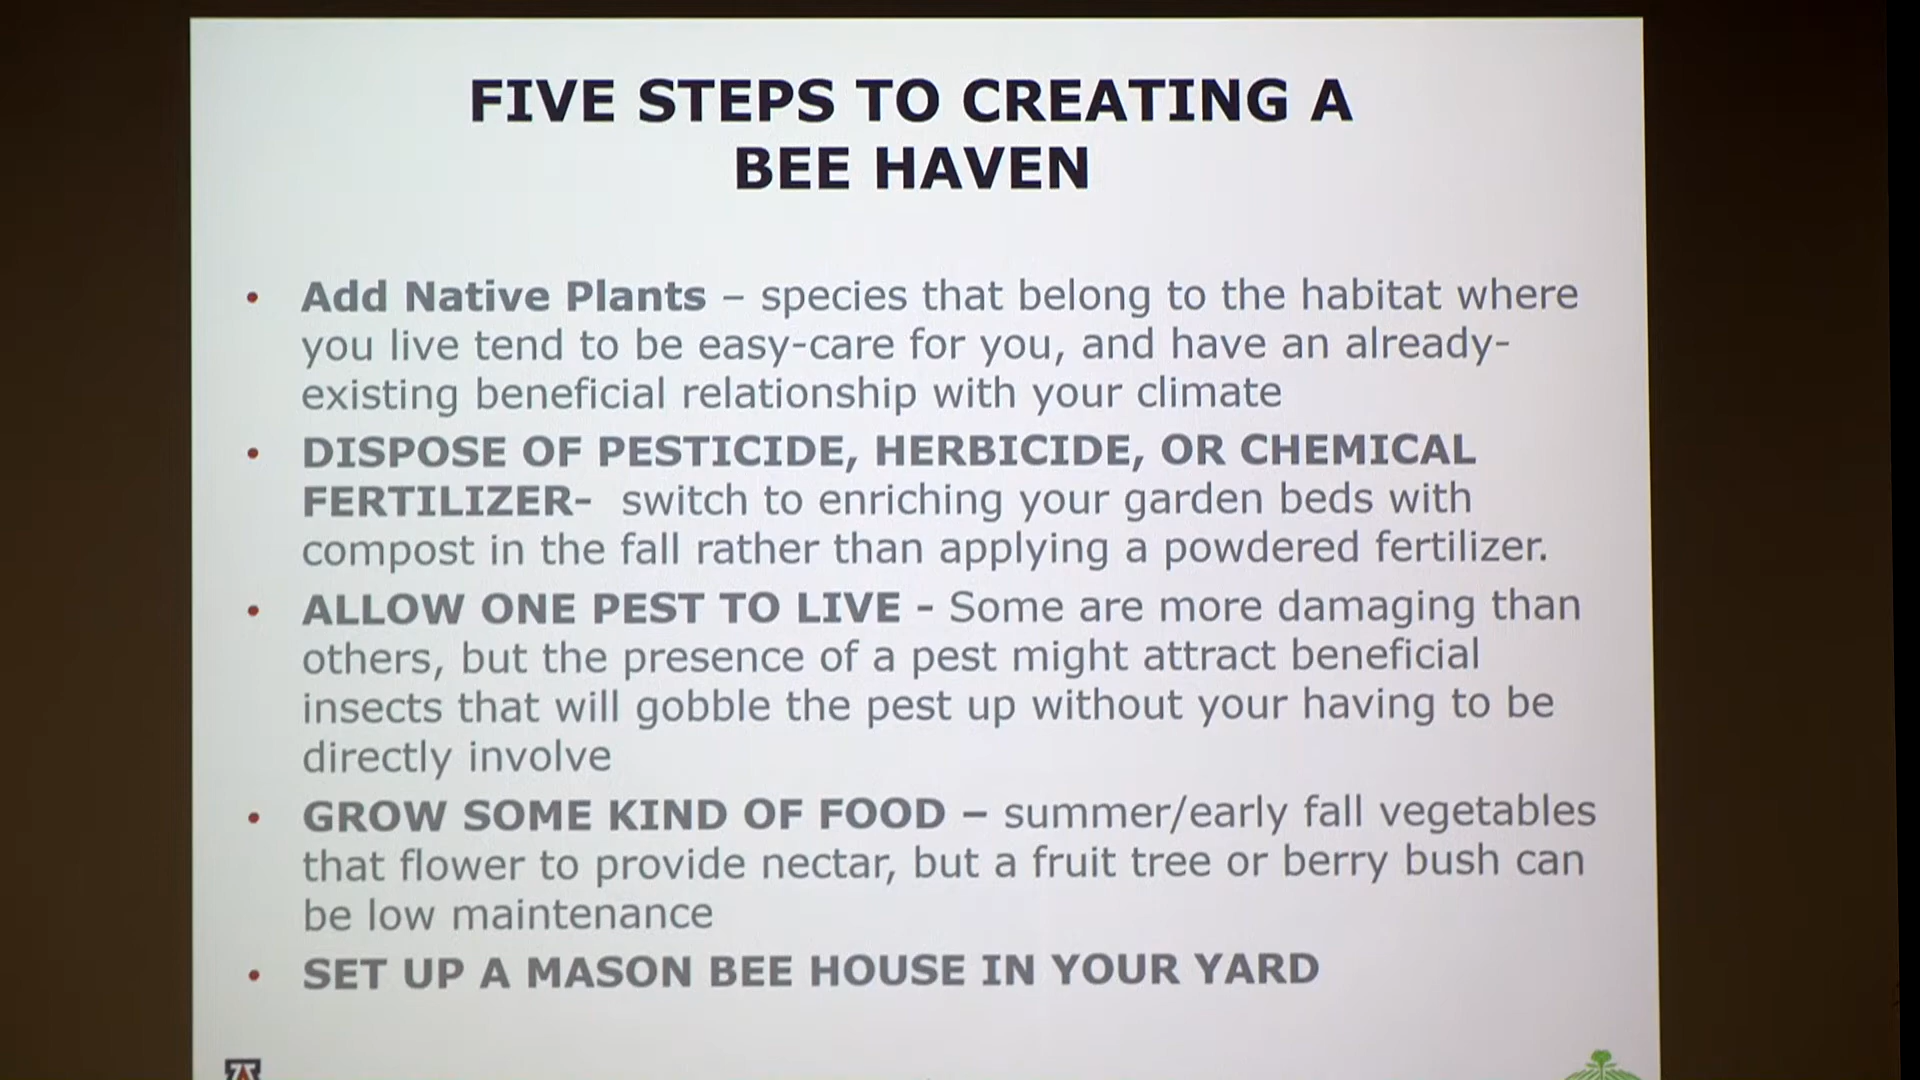 FIVE STEPS TO CREATING A
BEE HAVEN
• Add Native Plants – species that belong to the habitat where
you live tend to be easy-care for you, and have an already-
existing beneficial relationship with your climate
• DISPOSE OF PESTICIDE, HERBICIDE, OR CHEMICAL
FERTILIZER- switch to enriching your garden beds with
compost in the fall rather than applying a powdered fertilizer.
• ALLOW ONE PEST TO LIVE - Some are more damaging than
others, but the presence of a pest might attract beneficial
insects that will gobble the pest up without your having to be
directly involve
• GROW SOME KIND OF FOOD – summer/early fall vegetables
that flower to provide nectar, but a fruit tree or berry bush can
be low maintenance
• SET UP A MASON BEE HOUSE IN YOUR YARD